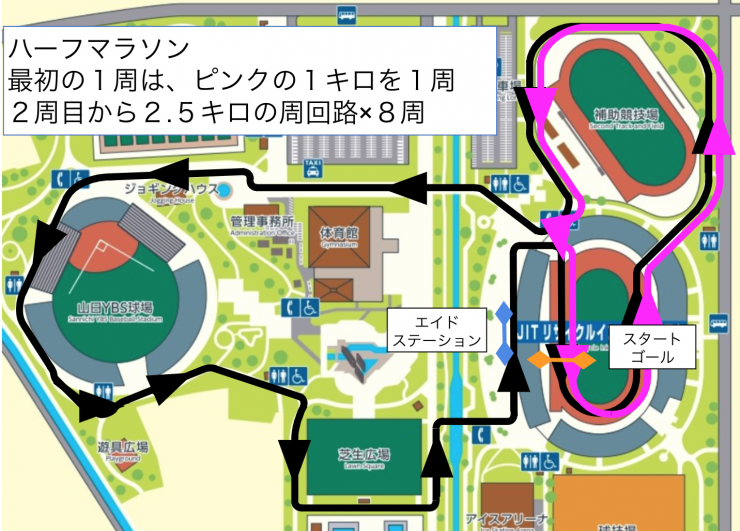 ハーフマラソン
最初の１周は、ピンクの１キロを１周
２周目から２.５キロの周回路×８周
補助競技場
Second Track and Field
TAXI
ジョギングハウス
Jogging House
管理事務所
Administration Office
体育館
Gymnasium
山日YBS球場
Sannichi YBS Baseball Stadium
エイド
ステーション
JIT リサイクルイ
スタート
ゴール
遊具広場
Playground
芝生広場
Lawn Square
アイスアリーナ
球技場